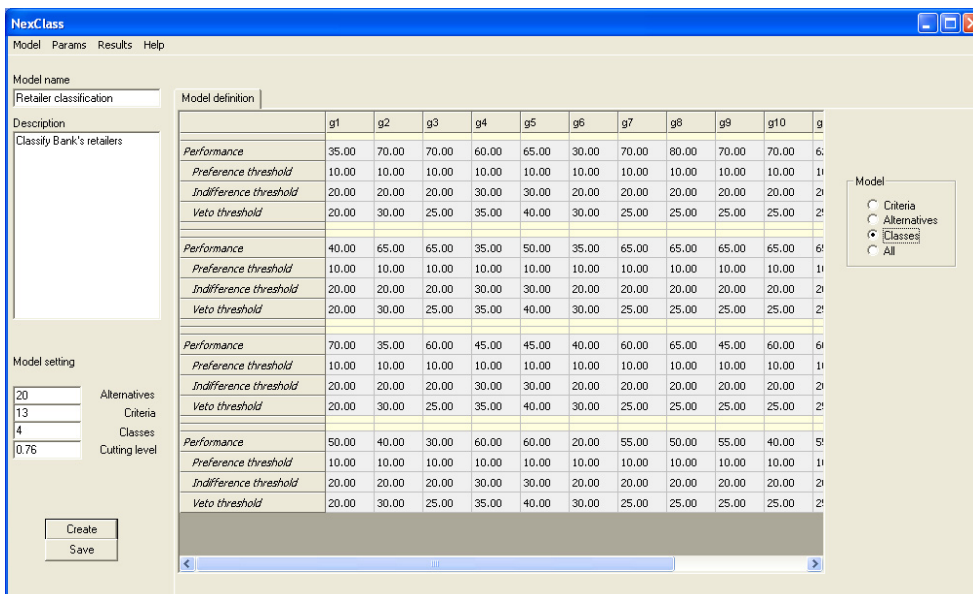 NexClass
Model Params Results Help
Model name
Retailer classification
Description
Classify Bank's retailers
Model setting
20 Alternatives
13 Criteria
4 Classes
0.76 Cutting level
Create
Save
Model definition
g1 g2 g3 g4 g5 g6 g7 g8 g9 g10 g
Performance 35.00 70.00 70.00 60.00 65.00 30.00 70.00 80.00 70.00 70.00
Preference threshold 10.00 10.00 10.00 10.00 10.00 10.00 10.00 10.00 10.00 10.00
Indifference threshold 20.00 20.00 20.00 30.00 30.00 20.00 20.00 20.00 20.00 20.00
Veto threshold 20.00 30.00 25.00 35.00 40.00 30.00 25.00 25.00 25.00 25.00
Performance 40.00 65.00 65.00 35.00 50.00 35.00 65.00 65.00 65.00 65.00
Preference threshold 10.00 10.00 10.00 10.00 10.00 10.00 10.00 10.00 10.00 10.00
Indifference threshold 20.00 20.00 20.00 30.00 30.00 20.00 20.00 20.00 20.00 20.00
Veto threshold 20.00 30.00 25.00 35.00 40.00 30.00 25.00 25.00 25.00 25.00
Performance 70.00 35.00 60.00 45.00 45.00 40.00 60.00 65.00 45.00 60.00
Preference threshold 10.00 10.00 10.00 10.00 10.00 10.00 10.00 10.00 10.00 10.00
Indifference threshold 20.00 20.00 20.00 30.00 30.00 20.00 20.00 20.00 20.00 20.00
Veto threshold 20.00 30.00 25.00 35.00 40.00 30.00 25.00 25.00 25.00 25.00
Performance 50.00 40.00 30.00 60.00 60.00 20.00 55.00 50.00 55.00 40.00
Preference threshold 10.00 10.00 10.00 10.00 10.00 10.00 10.00 10.00 10.00 10.00
Indifference threshold 20.00 20.00 20.00 30.00 30.00 20.00 20.00 20.00 20.00 20.00
Veto threshold 20.00 30.00 25.00 35.00 40.00 30.00 25.00 25.00 25.00 25.00
Model
Criteria
Alternatives
Classes
All